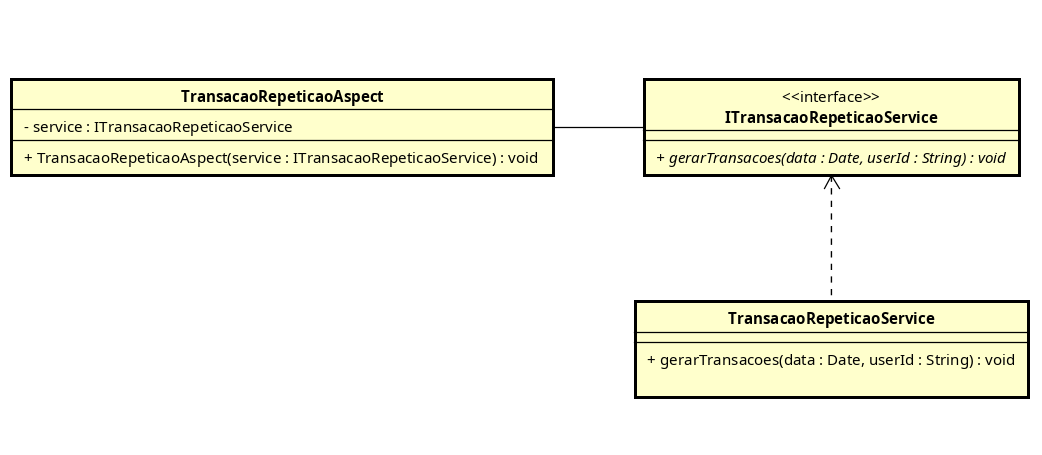 TransacaoRepeticaoAspect
- service : ITransacaoRepeticaoService
+ TransacaoRepeticaoAspect(service : ITransacaoRepeticaoService) : void
<<interface>>
ITransacaoRepeticaoService
+ gerarTransacoes(data : Date, userId : String) : void
TransacaoRepeticaoService
+ gerarTransacoes(data : Date, userId : String) : void